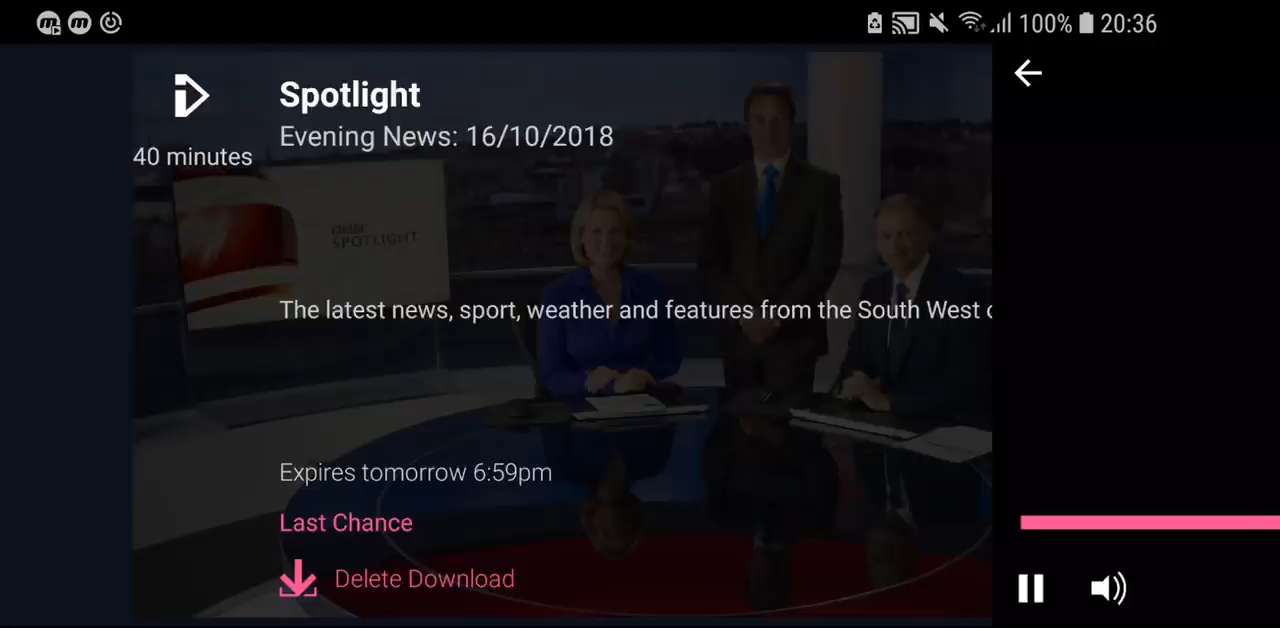 100% 20:36
Spotlight
Evening News: 16/10/2018
40 minutes
SPOTLIGHT
The latest news, sport, weather and features from the South West
Expires tomorrow 6:59pm
Last Chance
Delete Download